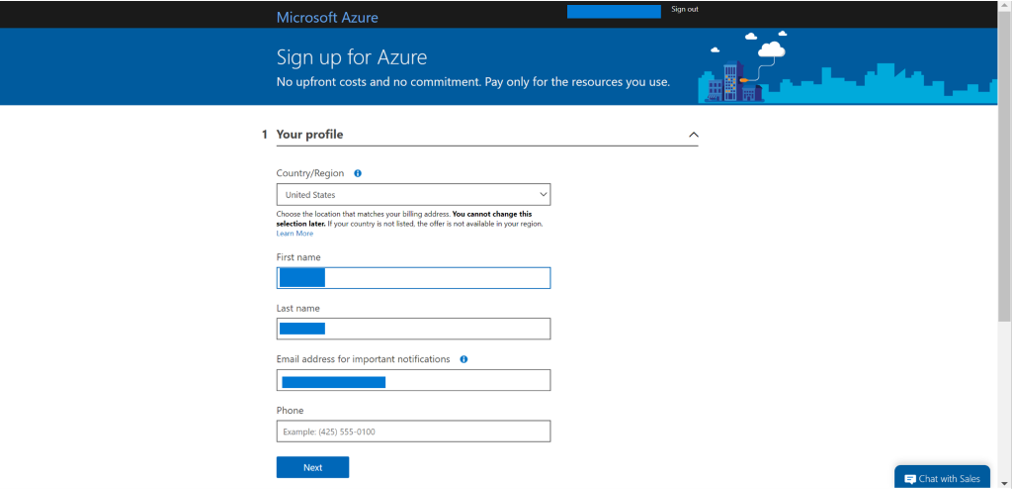 Microsoft Azure
Sign out
Sign up for Azure
No upfront costs and no commitment. Pay only for the resources you use.
1 Your profile
Country/Region
United States
Choose the location that matches your billing address. You cannot change this
selection later. If your country is not listed, the offer is not available in your region.
Learn More
First name
Last name
Email address for important notifications
Phone
Example: (425) 555-0100
Next
Chat with Sales